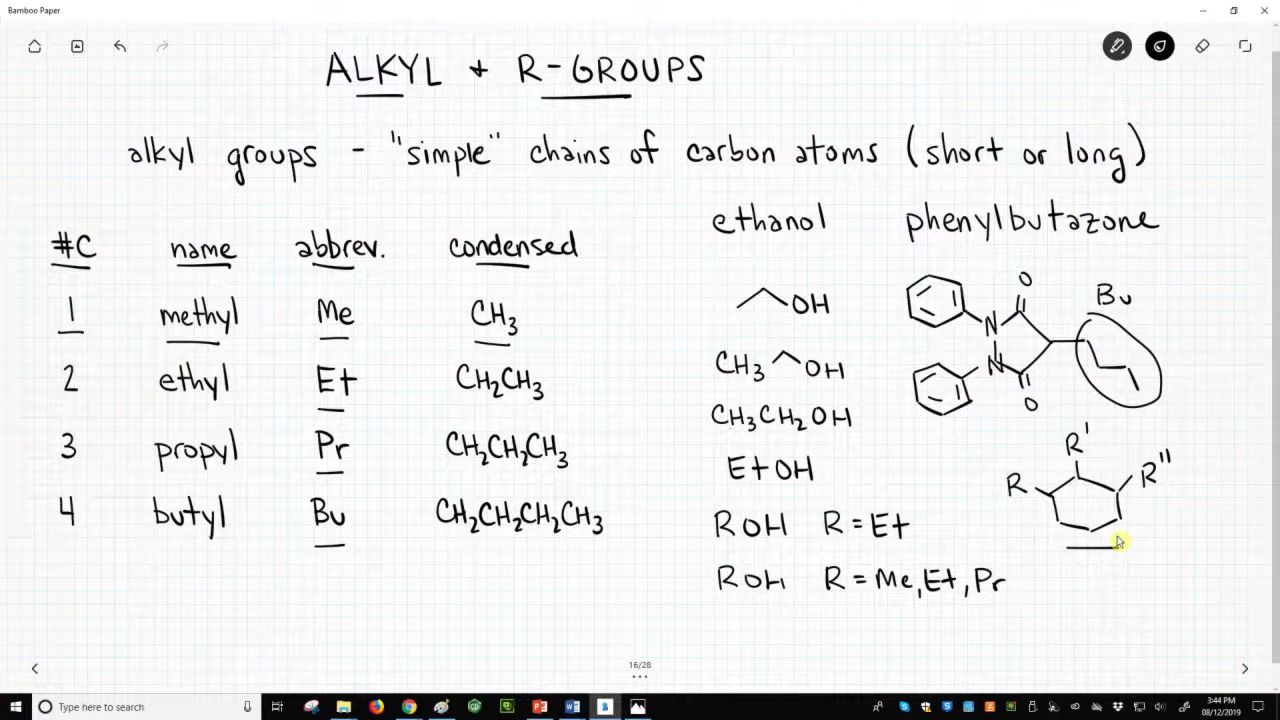 Bamboo Paper
ALKYL + R-GROUPS
alkyl groups - "simple" chains of carbon atoms (short or long)
#C name abbrev. condensed
1 methyl Me CH3
2 ethyl Et CH2CH3
3 propyl Pr CH2CH2CH3
4 butyl Bu CH2CH2CH2CH3
ethanol
OH
CH3 OH
CH3CH2OH
EtOH
ROH R = Et
ROH R = Me, Et, Pr
phenylbutazone
O
Bu
N
N
O
R'
R R"
16/28
Type here to search
3:44 PM
08/12/2019